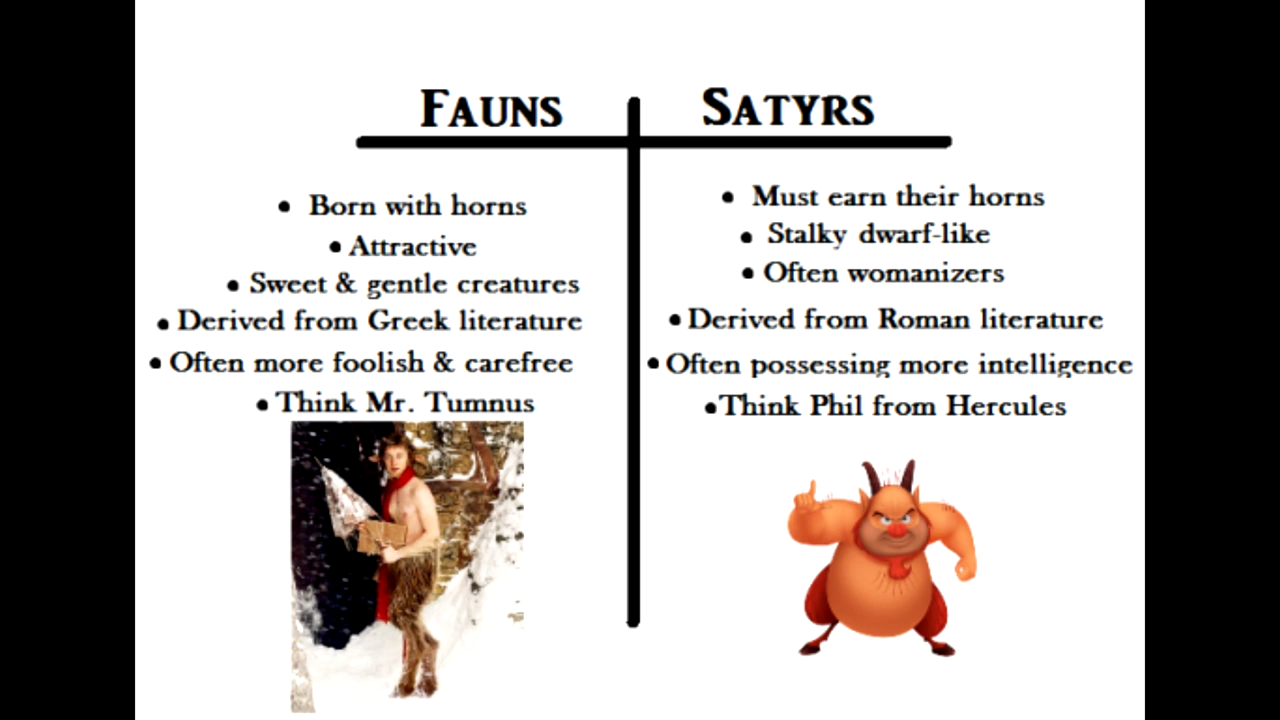 Fauns
• Born with horns
• Attractive
• Sweet & gentle creatures
• Derived from Greek literature
• Often more foolish & carefree
• Think Mr. Tumnus
Satyrs
• Must earn their horns
• Stalky dwarf-like
• Often womanizers
• Derived from Roman literature
• Often possessing more intelligence
• Think Phil from Hercules